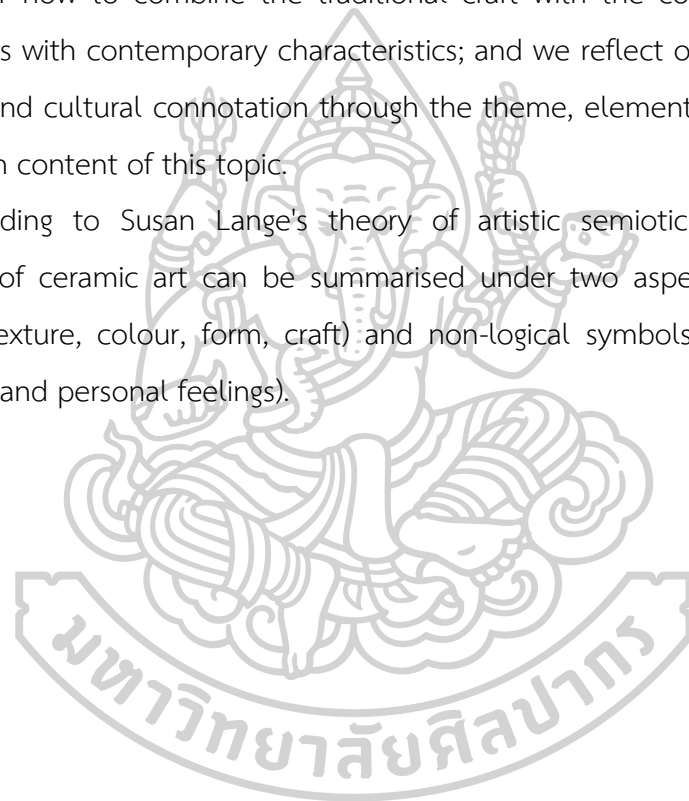 how to combine the traditional craft with the co
s with contemporary characteristics; and we reflect o
nd cultural connotation through the theme, element
n content of this topic.
ding to Susan Lange's theory of artistic semiotic
of ceramic art can be summarised under two aspe
exture, colour, form, craft) and non-logical symbols
and personal feelings).
มหาวิทยาลัยศิลปากร